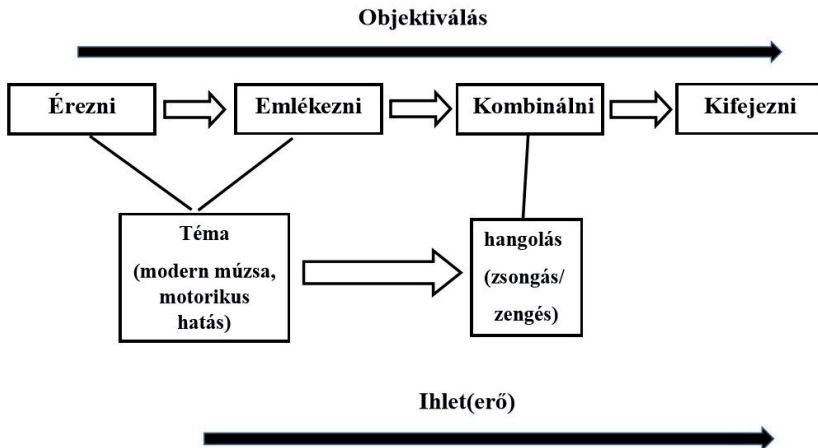 Objektiválás
Érezni
Emlékezni
Kombinálni
Kifejezni
Téma
(modern múzsa,
motorikus
hatás)
hangolás
(zsongás/
zengés)
Ihlet(erő)